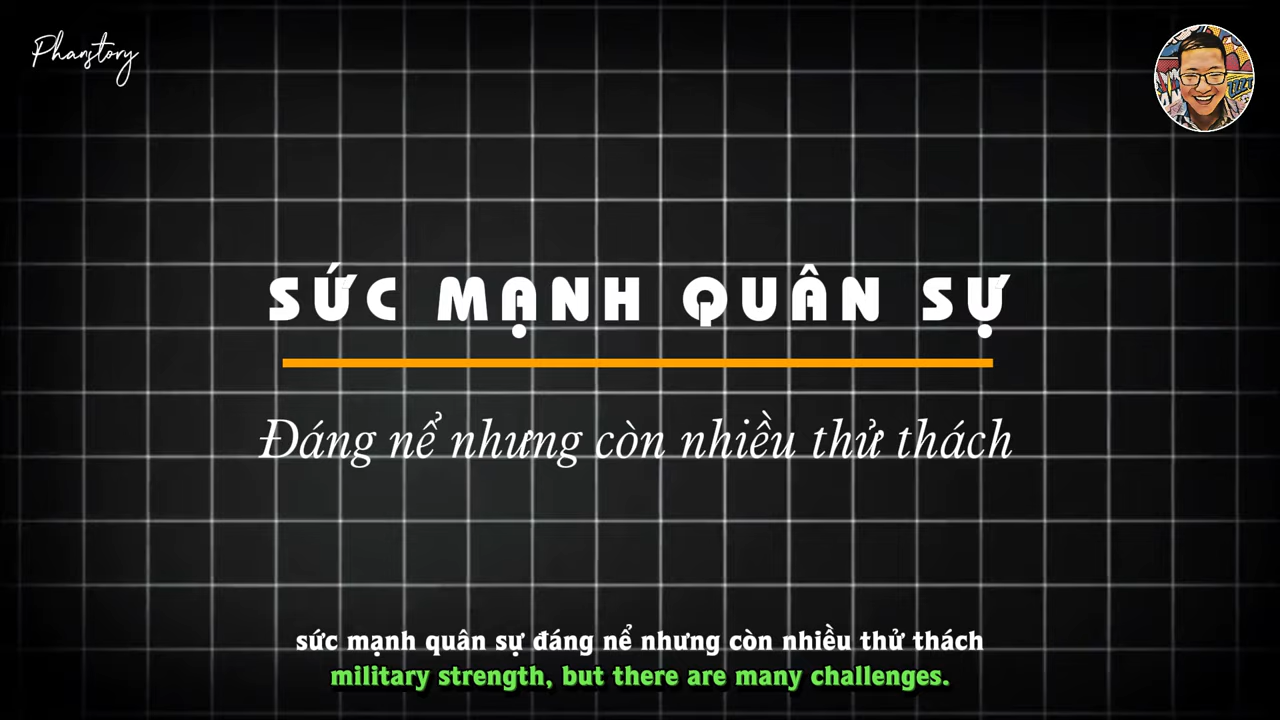 Phanstory
SỨC MẠNH QUÂN SỰ
Đáng nể nhưng còn nhiều thử thách
sức mạnh quân sự đáng nể nhưng còn nhiều thử thách
military strength, but there are many challenges.